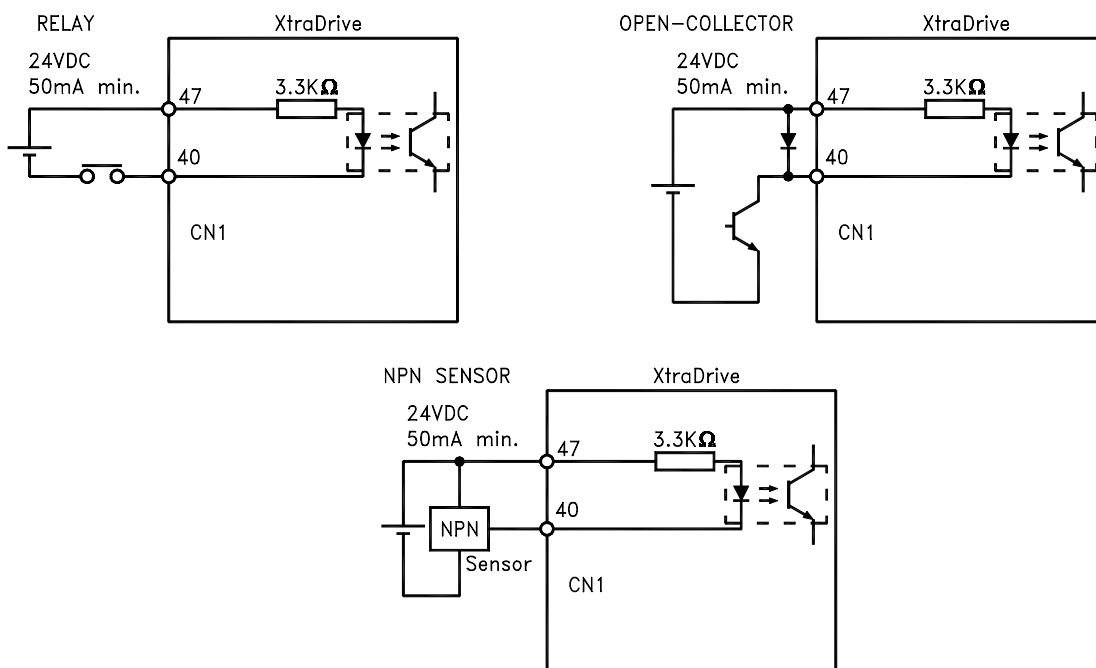 RELAY
XtraDrive
24VDC
50mA min.
47
3.3KΩ
40
CN1
OPEN-COLLECTOR
XtraDrive
24VDC
50mA min.
47
3.3KΩ
40
CN1
NPN SENSOR
XtraDrive
24VDC
50mA min.
47
3.3KΩ
40
NPN
Sensor
CN1